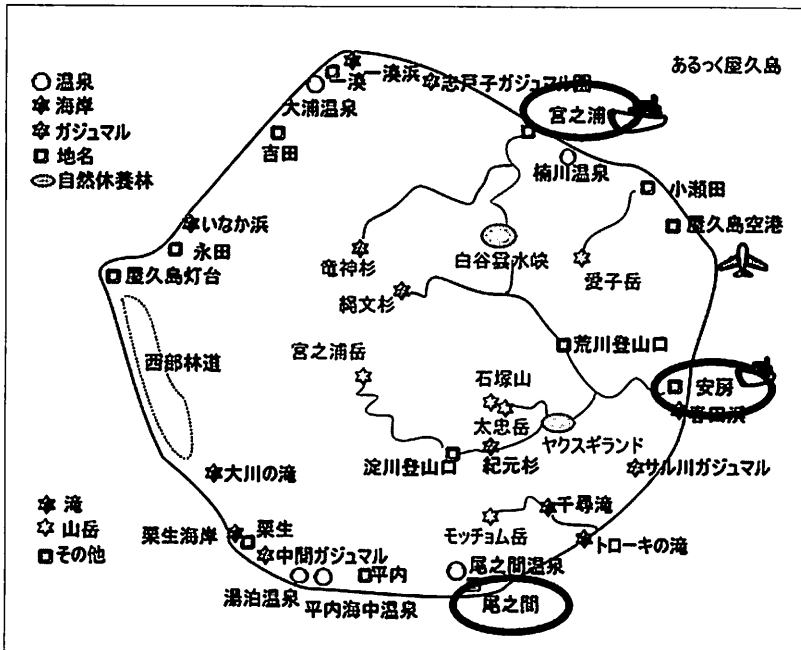 あるっく屋久島
温泉
海岸
ガジュマル
地名
自然休養林
一湊
一湊浜
志戸子ガジュマル園
宮之浦
大浦温泉
吉田
楠川温泉
小瀬田
いなか浜
永田
屋久島空港
屋久島灯台
竜神杉
白谷雲水峡
愛子岳
縄文杉
西部林道
宮之浦岳
荒川登山口
石塚山
太忠岳
安房
春田浜
淀川登山口
紀元杉
ヤクスギランド
大川の滝
サル川ガジュマル
滝
山岳
その他
千尋滝
モッチョム岳
トローキの滝
栗生海岸
栗生
中間ガジュマル
尾之間温泉
湯泊温泉
平内海中温泉
平内
尾之間